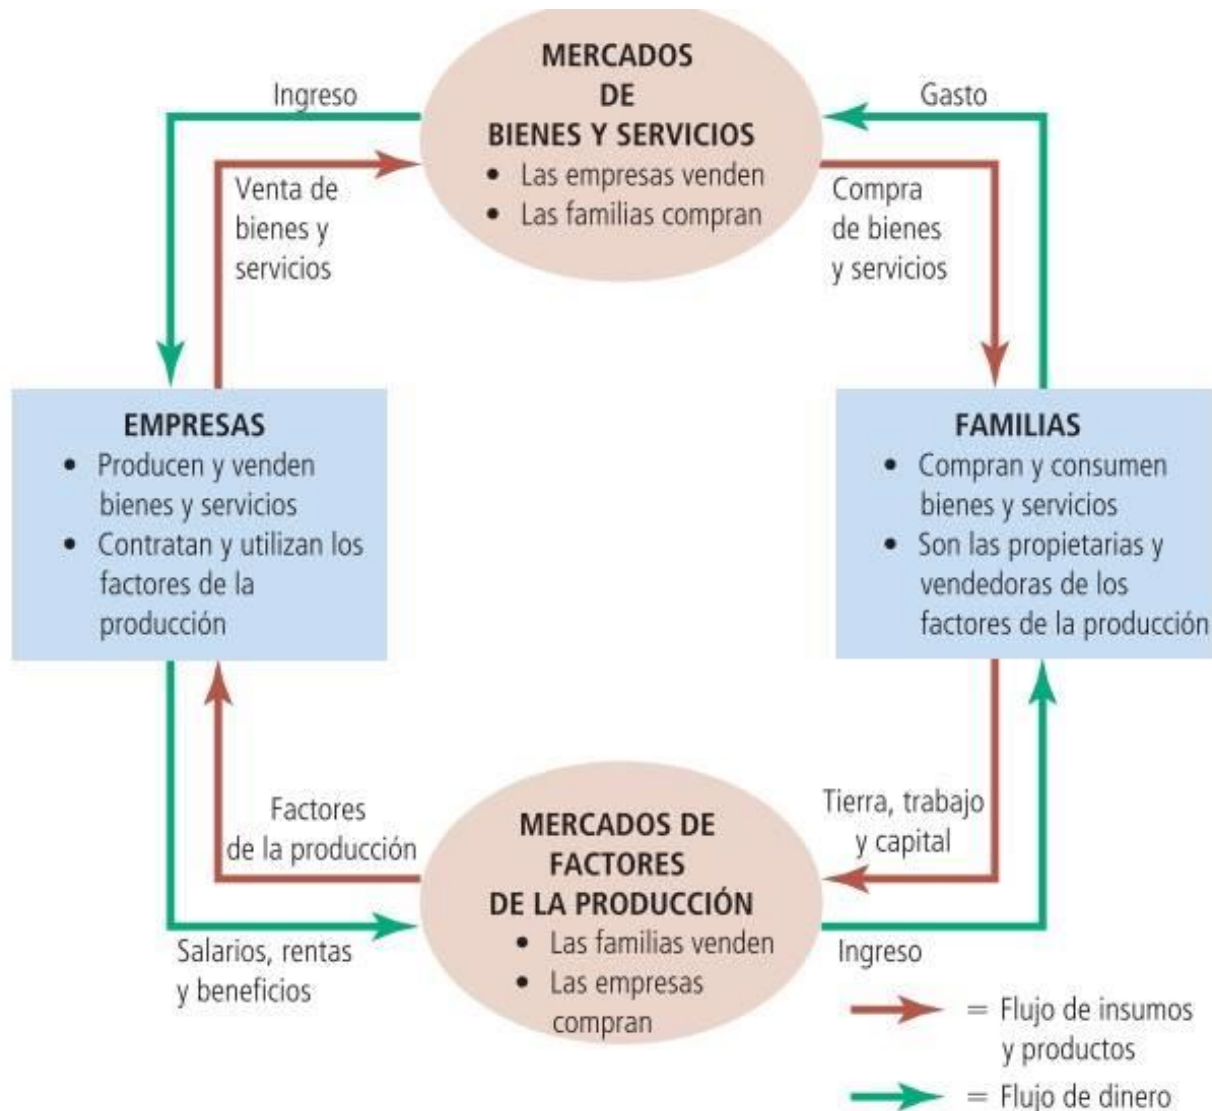 MERCADOS
DE
BIENES Y SERVICIOS
• Las empresas venden
• Las familias compran
Ingreso
Gasto
Venta de
bienes y
servicios
Compra
de bienes
y servicios
EMPRESAS
• Producen y venden
bienes y servicios
• Contratan y utilizan los
factores de la
producción
FAMILIAS
• Compran y consumen
bienes y servicios
• Son las propietarias y
vendedoras de los
factores de la producción
Factores
de la producción
Tierra, trabajo
y capital
MERCADOS DE
FACTORES
DE LA PRODUCCIÓN
• Las familias venden
• Las empresas
compran
Salarios, rentas
y beneficios
Ingreso
= Flujo de insumos
y productos
= Flujo de dinero